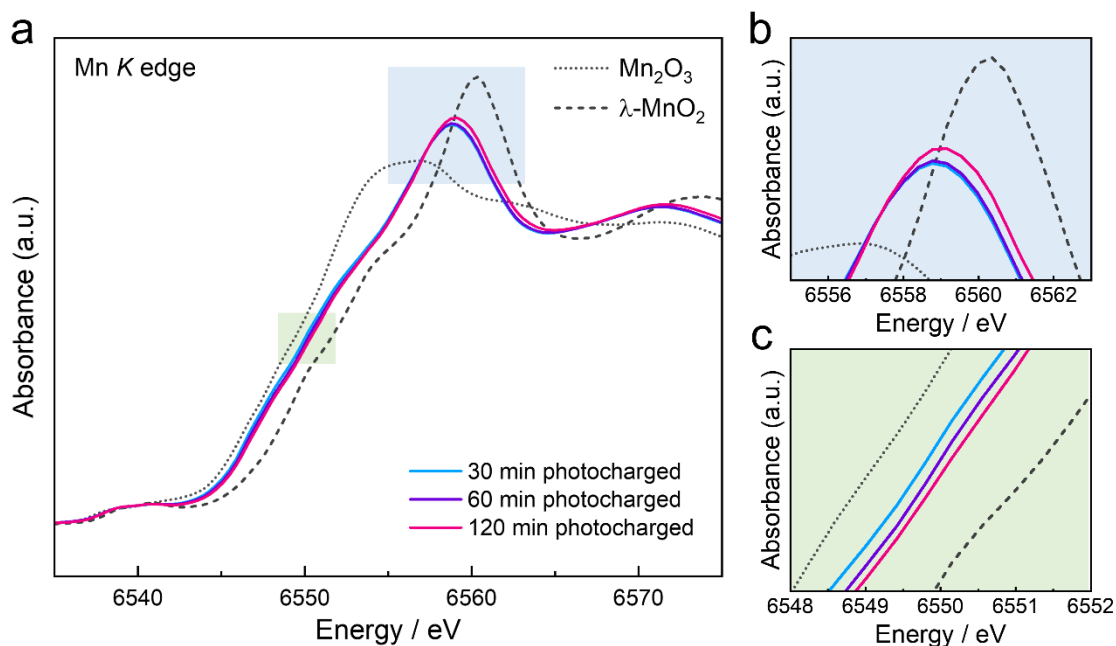 a
Mn K edge
Mn₂O₃
λ-MnO₂
30 min photocharged
60 min photocharged
120 min photocharged
Absorbance (a.u.)
6540 6550 6560 6570
Energy / eV
b
Absorbance (a.u.)
6556 6558 6560 6562
Energy / eV
c
Absorbance (a.u.)
6548 6549 6550 6551 6552
Energy / eV